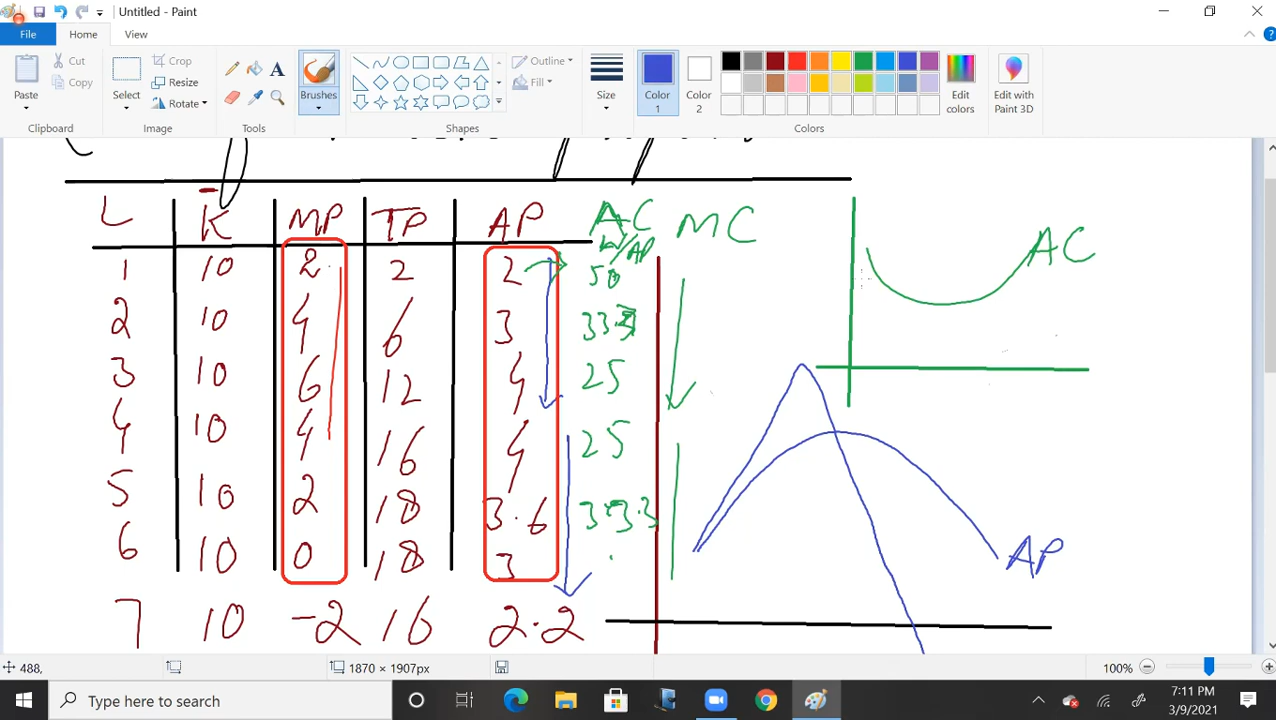 Untitled - Paint
File Home View
Cut Crop Outline
Copy Resize Fill
Paste Select Rotate Brushes Size Color 1 Color 2 Edit colors Edit with Paint 3D
Clipboard Image Tools Shapes Colors
L K MP TP AP AC MC
w/AP
1 10 2 2 2 50
2 10 4 6 3 33.3
3 10 6 12 4 25
4 10 4 16 4 25
5 10 2 18 3.6
6 10 0 18 3
7 10 -2 16 2.2
AC
AP
488, 1870 × 1907px 100%
Type here to search
7:11 PM
3/9/2021